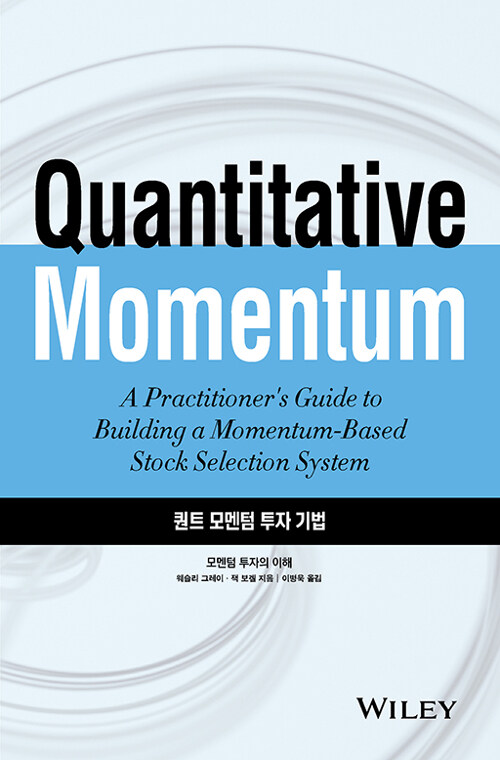 Quantitative
Momentum
A Practitioner's Guide to
Building a Momentum-Based
Stock Selection System
퀀트 모멘텀 투자 기법
모멘텀 투자의 이해
웨슬리 그레이 · 잭 보겔 지음 | 이병욱 옮김
WILEY